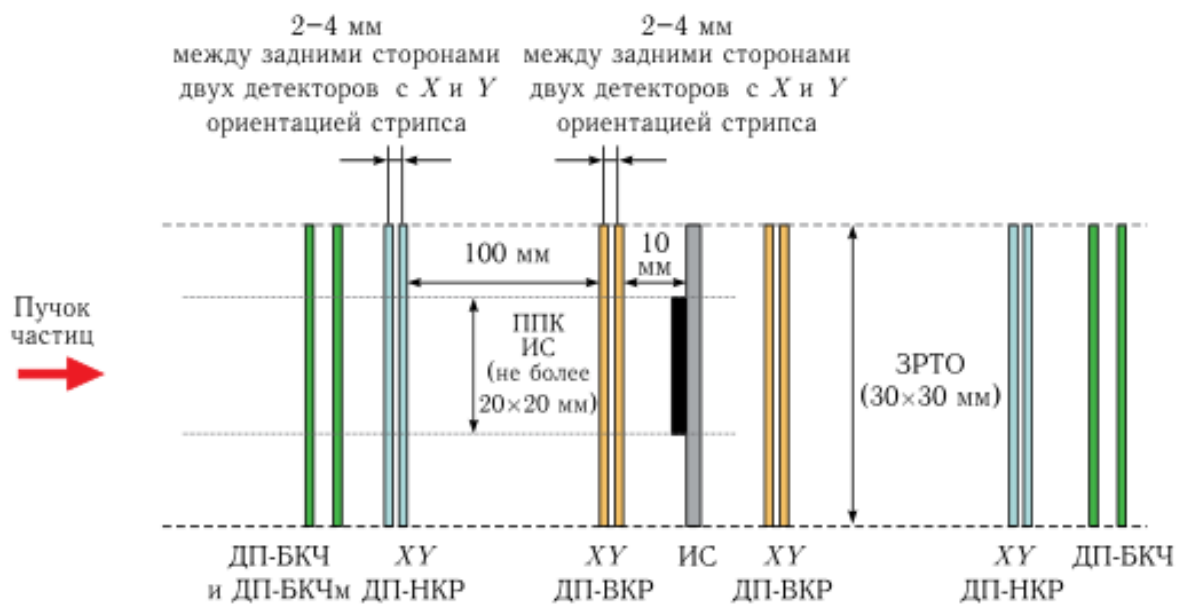 2−4 мм
между задними сторонами
двух детекторов с X и Y
ориентацией стрипса
2−4 мм
между задними сторонами
двух детекторов с X и Y
ориентацией стрипса
100 мм
10
мм
Пучок
частиц
ППК
ИС
(не более
20×20 мм)
ЗРТО
(30×30 мм)
ДП-БКЧ
и ДП-БКЧм
XY
ДП-НКР
XY
ДП-ВКР
ИС
XY
ДП-ВКР
XY
ДП-НКР
ДП-БКЧ